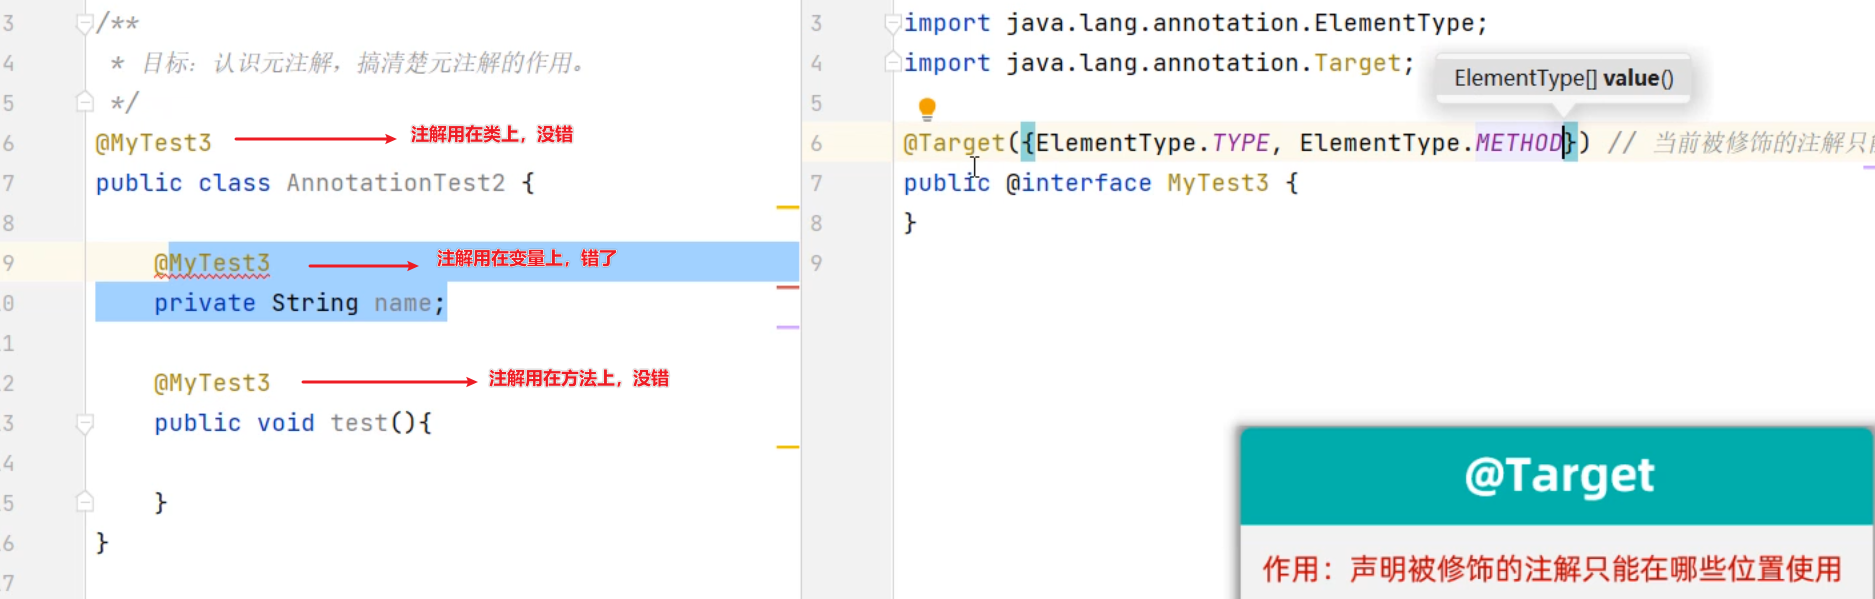 3 /**
4 * 目标：认识元注解，搞清楚元注解的作用。
5 */
6 @MyTest3 注解用在类上，没错
7 public class AnnotationTest2 {
8
9 @MyTest3 注解用在变量上，错了
0 private String name;
1
2 @MyTest3 注解用在方法上，没错
3 public void test(){
4
5 }
6 }
7
3 import java.lang.annotation.ElementType;
4 import java.lang.annotation.Target;
ElementType[] value()
5
6 @Target({ElementType.TYPE, ElementType.METHOD}) // 当前被修饰的注解只
7 public @interface MyTest3 {
8 }
9
@Target
作用：声明被修饰的注解只能在哪些位置使用